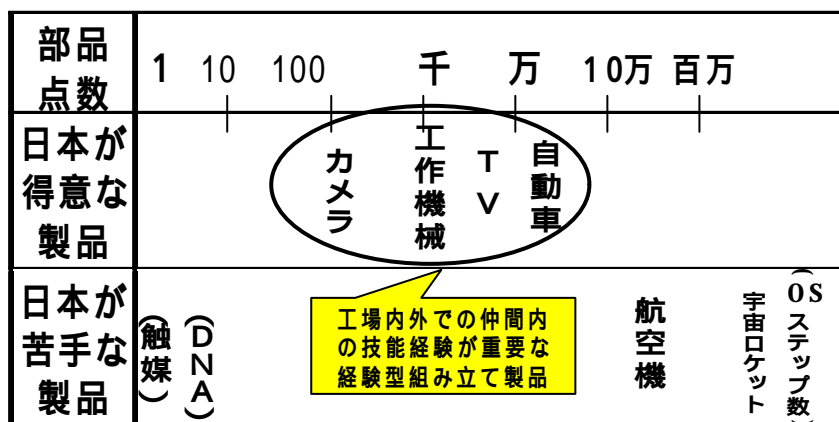 部品
点数
1 10 100 千 万 10万 百万
日本が
得意な
製品
カメラ
工作機械
TV
自動車
日本が
苦手な
製品
(触媒)
(DNA)
工場内外での仲間内
の技能経験が重要な
経験型組み立て製品
航空機
宇宙ロケット
(OSステップ数)